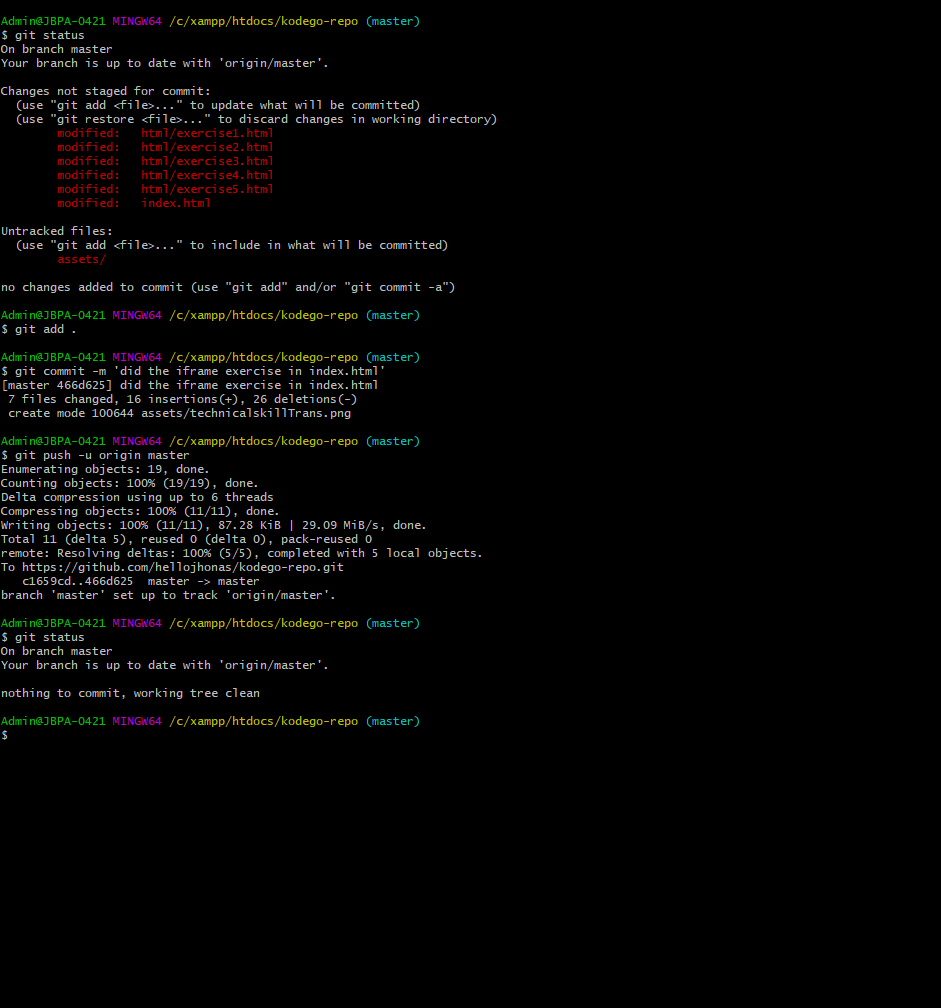 Admin@JBPA-0421 MINGW64 /c/xampp/htdocs/kodego-repo (master)
$ git status
On branch master
Your branch is up to date with 'origin/master'.

Changes not staged for commit:
  (use "git add <file>..." to update what will be committed)
  (use "git restore <file>..." to discard changes in working directory)
        modified:   html/exercise1.html
        modified:   html/exercise2.html
        modified:   html/exercise3.html
        modified:   html/exercise4.html
        modified:   html/exercise5.html
        modified:   index.html

Untracked files:
  (use "git add <file>..." to include in what will be committed)
        assets/

no changes added to commit (use "git add" and/or "git commit -a")

Admin@JBPA-0421 MINGW64 /c/xampp/htdocs/kodego-repo (master)
$ git add .

Admin@JBPA-0421 MINGW64 /c/xampp/htdocs/kodego-repo (master)
$ git commit -m 'did the iframe exercise in index.html'
[master 466d625] did the iframe exercise in index.html
 7 files changed, 16 insertions(+), 26 deletions(-)
 create mode 100644 assets/technicalskillTrans.png

Admin@JBPA-0421 MINGW64 /c/xampp/htdocs/kodego-repo (master)
$ git push -u origin master
Enumerating objects: 19, done.
Counting objects: 100% (19/19), done.
Delta compression using up to 6 threads
Compressing objects: 100% (11/11), done.
Writing objects: 100% (11/11), 87.28 KiB | 29.09 MiB/s, done.
Total 11 (delta 5), reused 0 (delta 0), pack-reused 0
remote: Resolving deltas: 100% (5/5), completed with 5 local objects.
To https://github.com/hellojhonas/kodego-repo.git
   c1659cd..466d625  master -> master
branch 'master' set up to track 'origin/master'.

Admin@JBPA-0421 MINGW64 /c/xampp/htdocs/kodego-repo (master)
$ git status
On branch master
Your branch is up to date with 'origin/master'.

nothing to commit, working tree clean

Admin@JBPA-0421 MINGW64 /c/xampp/htdocs/kodego-repo (master)
$